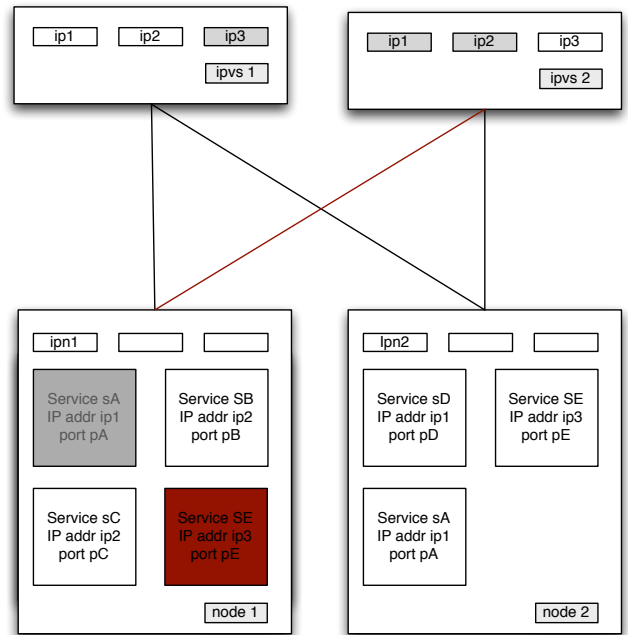 ip1 ip2 ip3
ipvs 1
ip1 ip2 ip3
ipvs 2
ipn1
Service sA
IP addr ip1
port pA
Service SB
IP addr ip2
port pB
Service sC
IP addr ip2
port pC
Service SE
IP addr ip3
port pE
node 1
Ipn2
Service sD
IP addr ip1
port pD
Service SE
IP addr ip3
port pE
Service sA
IP addr ip1
port pA
node 2